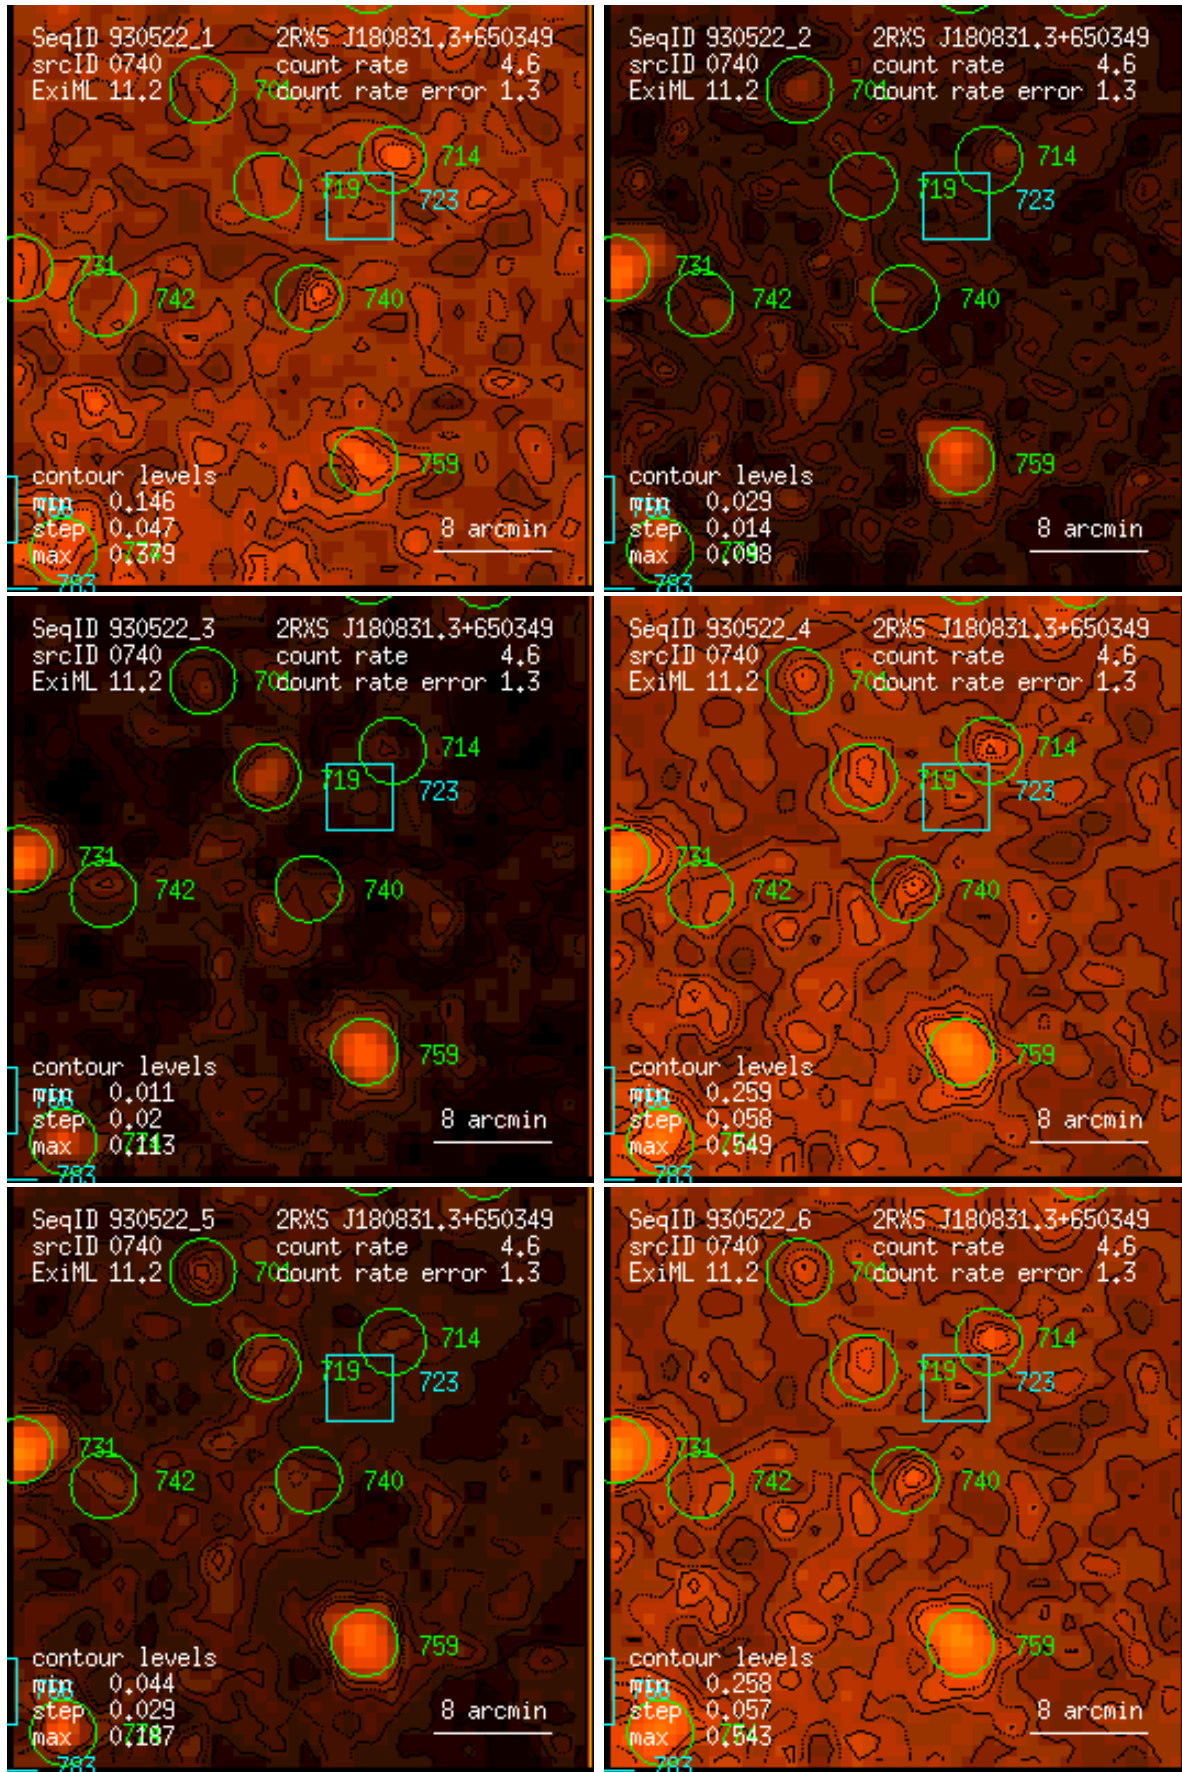 SeqID 930522_1 2RXS J180831.3+650349
srcID 0740 count rate 4.6
ExiML 11.2 count rate error 1.3
714
719 723
731
742 740
759
contour levels
min 0.146
step 0.047
max 0.379
8 arcmin
783
SeqID 930522_2 2RXS J180831.3+650349
srcID 0740 count rate 4.6
ExiML 11.2 count rate error 1.3
714
719 723
731
742 740
759
contour levels
min 0.029
step 0.014
max 0.098
8 arcmin
783
SeqID 930522_3 2RXS J180831.3+650349
srcID 0740 count rate 4.6
ExiML 11.2 count rate error 1.3
714
719 723
731
742 740
759
contour levels
min 0.011
step 0.02
max 0.113
8 arcmin
783
SeqID 930522_4 2RXS J180831.3+650349
srcID 0740 count rate 4.6
ExiML 11.2 count rate error 1.3
714
719 723
731
742 740
759
contour levels
min 0.259
step 0.058
max 0.549
8 arcmin
783
SeqID 930522_5 2RXS J180831.3+650349
srcID 0740 count rate 4.6
ExiML 11.2 count rate error 1.3
714
719 723
731
742 740
759
contour levels
min 0.044
step 0.029
max 0.187
8 arcmin
783
SeqID 930522_6 2RXS J180831.3+650349
srcID 0740 count rate 4.6
ExiML 11.2 count rate error 1.3
714
719 723
731
742 740
759
contour levels
min 0.258
step 0.057
max 0.543
8 arcmin
783